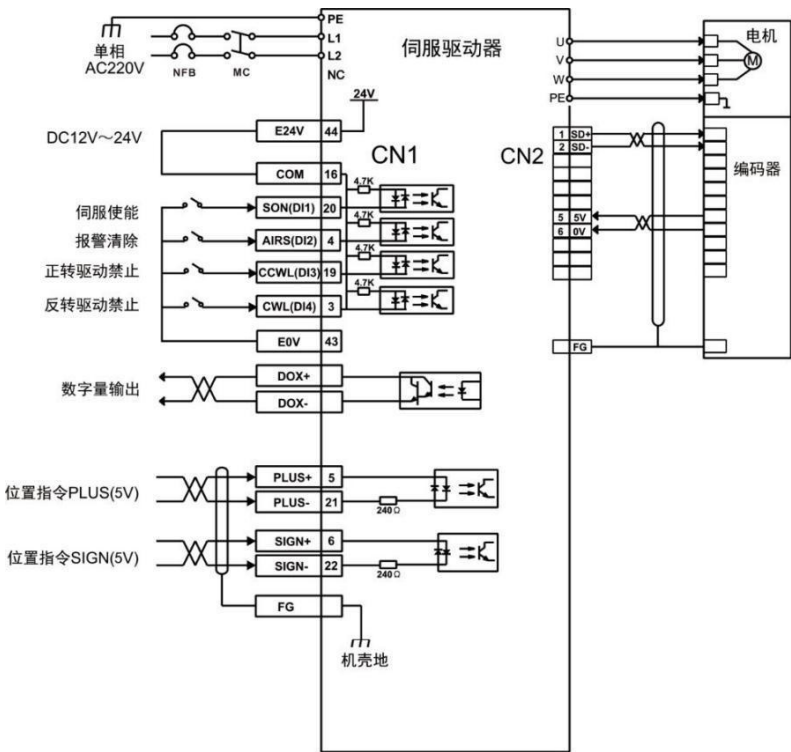 PE
单相
AC220V
NFB
MC
L1
L2
NC
伺服驱动器
U
V
W
PE
电机
M
24V
DC12V～24V
E24V 44
COM 16
CN1
CN2
1 SD+
2 SD-
编码器
4.7K
伺服使能 SON(DI1) 20
4.7K
报警清除 AIRS(DI2) 4
5 5V
6 0V
4.7K
正转驱动禁止 CCWL(DI3) 19
4.7K
反转驱动禁止 CWL(DI4) 3
E0V 43
FG
数字量输出
DOX+
DOX-
位置指令PLUS(5V)
PLUS+ 5
PLUS- 21
240Ω
位置指令SIGN(5V)
SIGN+ 6
SIGN- 22
240Ω
FG
机壳地